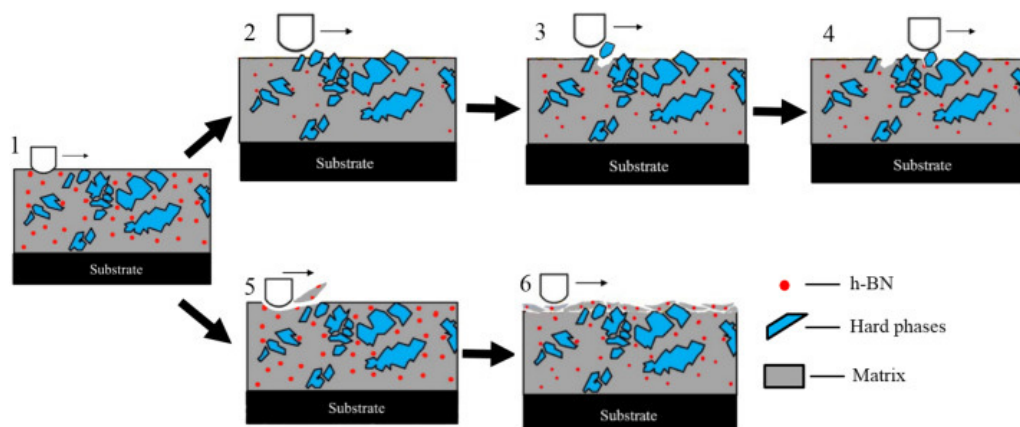 1
Substrate
2
Substrate
3
Substrate
4
Substrate
5
Substrate
6
Substrate
h-BN
Hard phases
Matrix